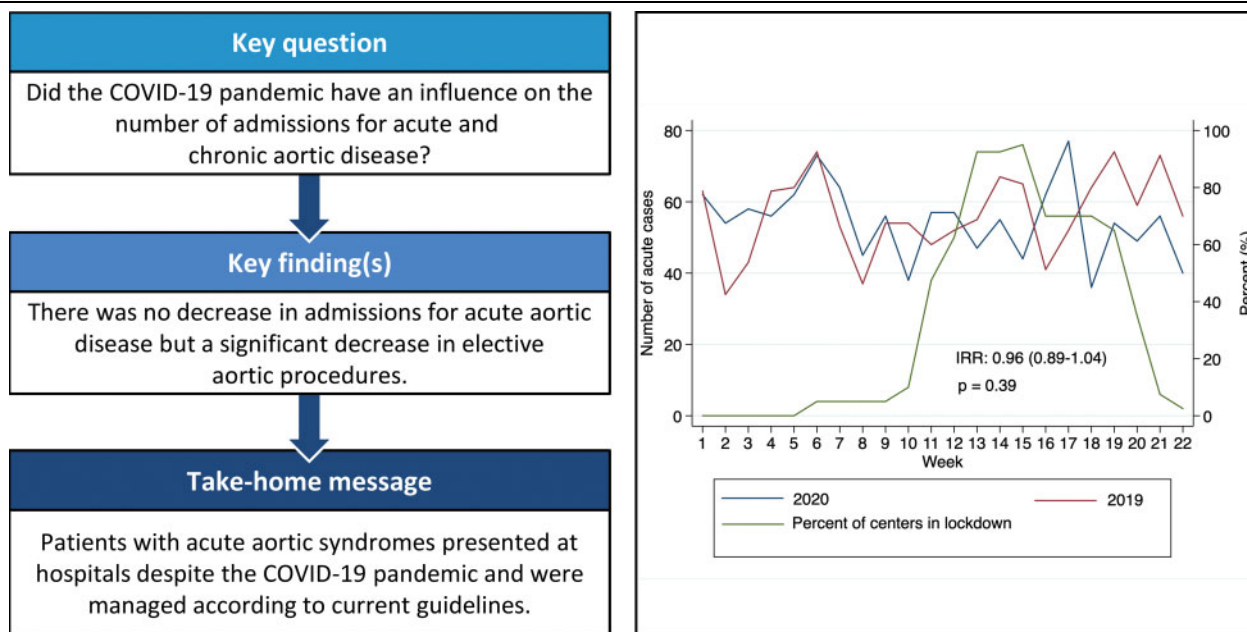 Key question
Did the COVID-19 pandemic have an influence on the
number of admissions for acute and
chronic aortic disease?
Key finding(s)
There was no decrease in admissions for acute aortic
disease but a significant decrease in elective
aortic procedures.
Take-home message
Patients with acute aortic syndromes presented at
hospitals despite the COVID-19 pandemic and were
managed according to current guidelines.
Number of acute cases
80
60
40
20
0
100
80
60
40
20
0
Percent (%)
IRR: 0.96 (0.89-1.04)
p = 0.39
1 2 3 4 5 6 7 8 9 10 11 12 13 14 15 16 17 18 19 20 21 22
Week
2020 2019
Percent of centers in lockdown